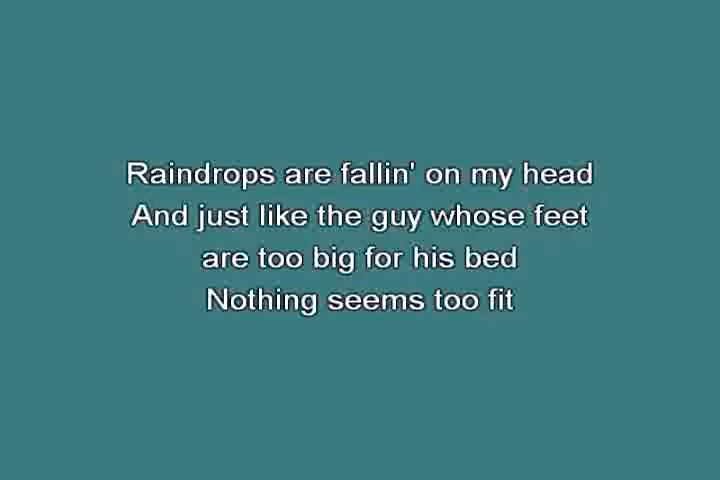 Raindrops are fallin' on my head
And just like the guy whose feet
are too big for his bed
Nothing seems too fit